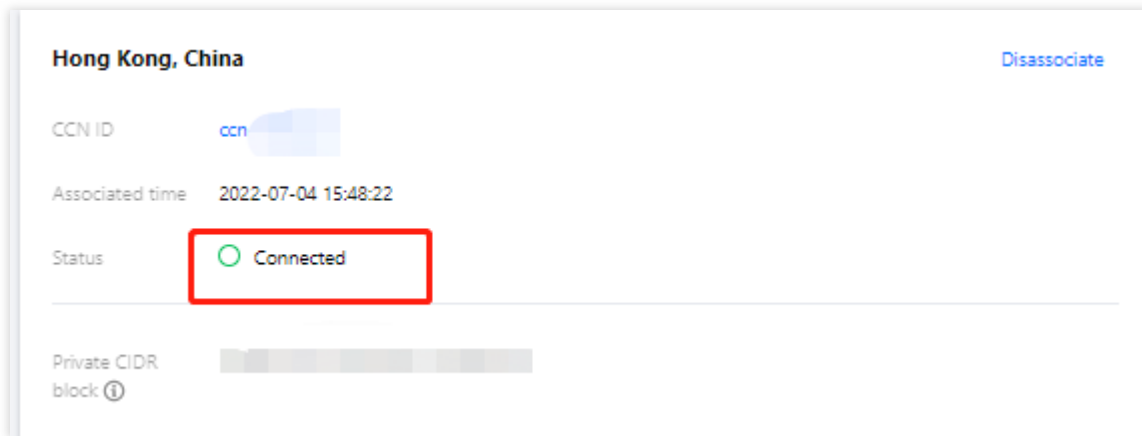 Hong Kong, China
Disassociate
CCN ID
ccn
Associated time 2022-07-04 15:48:22
Status Connected
Private CIDR
block